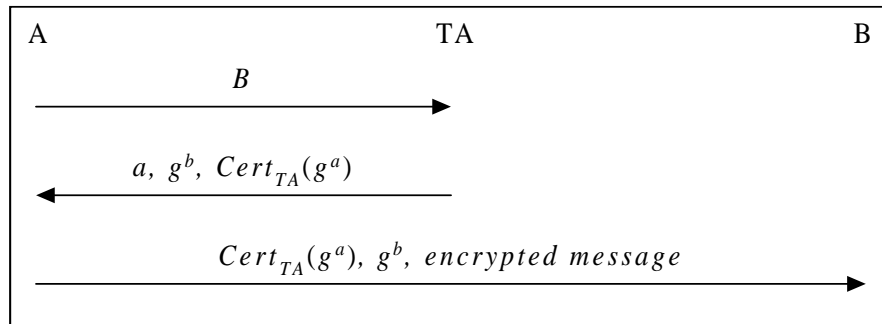 A TA B
B
a, g^b, Cert_TA(g^a)
Cert_TA(g^a), g^b, encrypted message